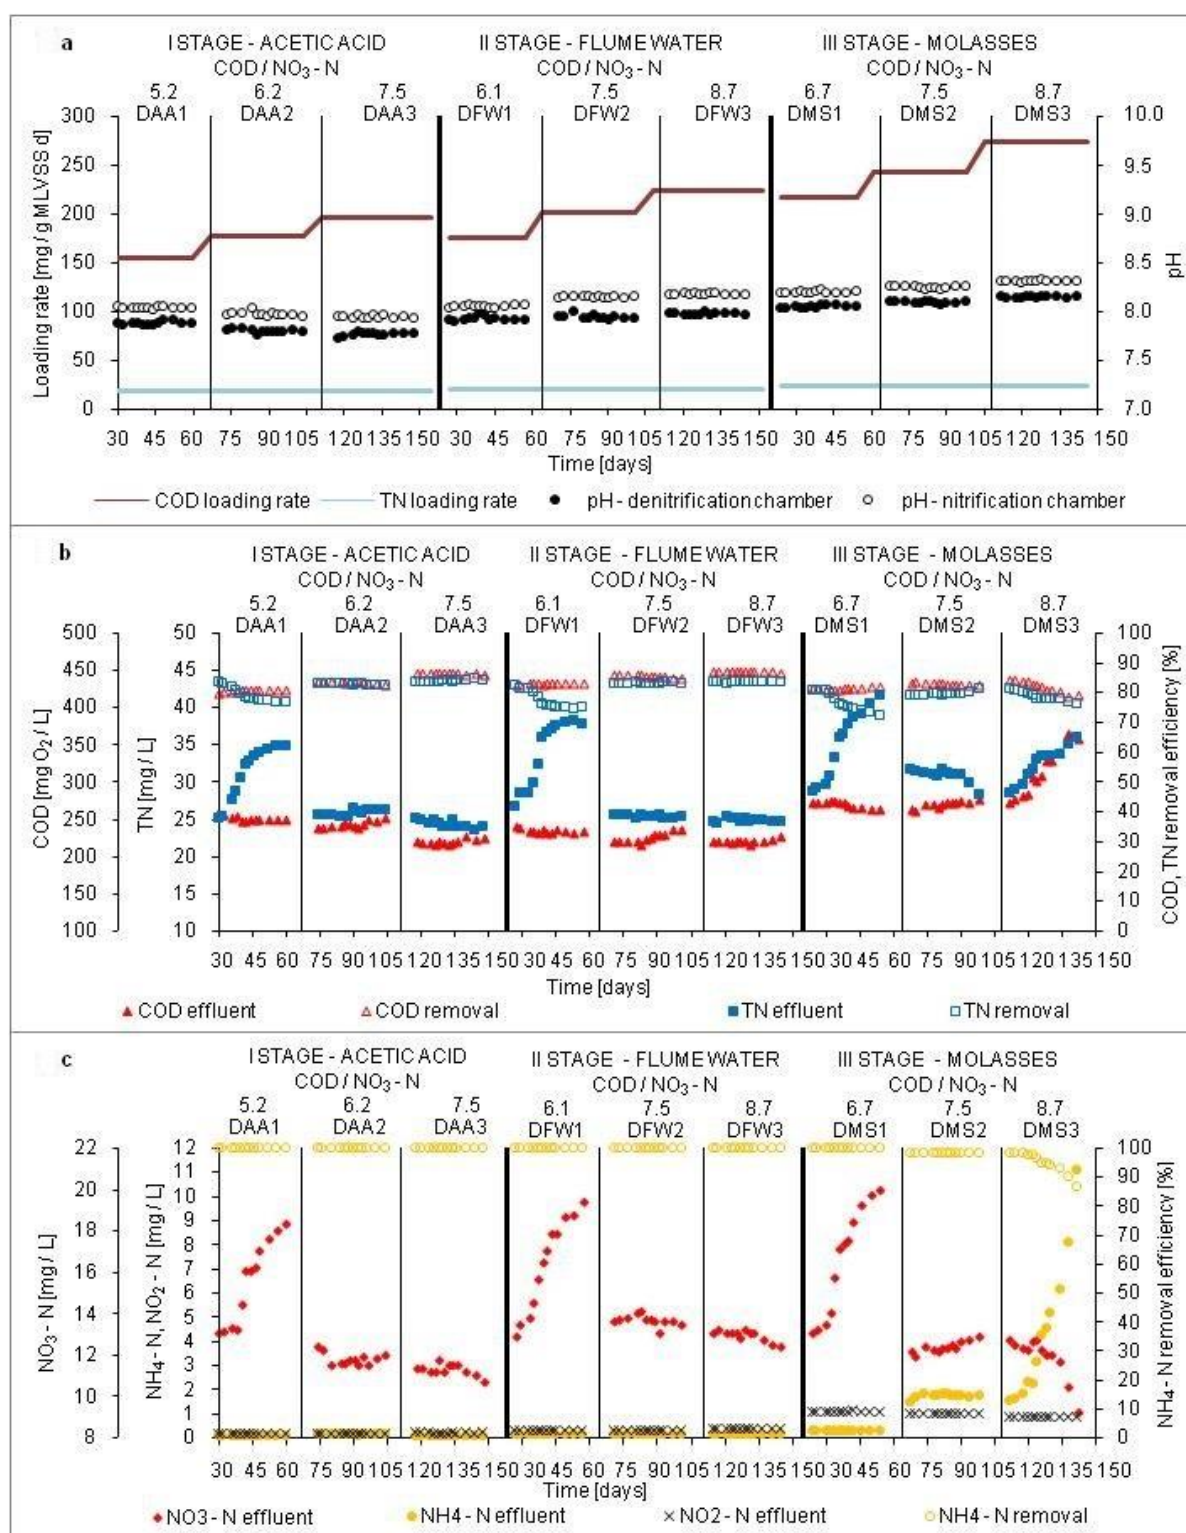 a
I STAGE - ACETIC ACID II STAGE - FLUME WATER III STAGE - MOLASSES
COD / NO3 - N COD / NO3 - N COD / NO3 - N
5.2 6.2 7.5 6.1 7.5 8.7 6.7 7.5 8.7
DAA1 DAA2 DAA3 DFW1 DFW2 DFW3 DMS1 DMS2 DMS3
Loading rate [mg / g MLVSS d]
300 250 200 150 100 50 0
10.0 9.5 9.0 8.5 8.0 7.5 7.0
pH
30 45 60 75 90 105 120 135 150 30 45 60 75 90 105 120 135 150 30 45 60 75 90 105 120 135 150
Time [days]
COD loading rate TN loading rate pH - denitrification chamber pH - nitrification chamber
b
I STAGE - ACETIC ACID II STAGE - FLUME WATER III STAGE - MOLASSES
COD / NO3 - N COD / NO3 - N COD / NO3 - N
5.2 6.2 7.5 6.1 7.5 8.7 6.7 7.5 8.7
DAA1 DAA2 DAA3 DFW1 DFW2 DFW3 DMS1 DMS2 DMS3
COD [mg O2 / L]
500 450 400 350 300 250 200 150 100
TN [mg / L]
50 45 40 35 30 25 20 15 10
100 90 80 70 60 50 40 30 20 10 0
COD, TN removal efficiency [%]
30 45 60 75 90 105 120 135 150 30 45 60 75 90 105 120 135 150 30 45 60 75 90 105 120 135 150
Time [days]
COD effluent COD removal TN effluent TN removal
c
I STAGE - ACETIC ACID II STAGE - FLUME WATER III STAGE - MOLASSES
COD / NO3 - N COD / NO3 - N COD / NO3 - N
5.2 6.2 7.5 6.1 7.5 8.7 6.7 7.5 8.7
DAA1 DAA2 DAA3 DFW1 DFW2 DFW3 DMS1 DMS2 DMS3
NO3 - N [mg / L]
22 20 18 16 14 12 10 8
NH4 - N, NO2 - N [mg / L]
12 11 10 9 8 7 6 5 4 3 2 1 0
100 90 80 70 60 50 40 30 20 10 0
NH4 - N removal efficiency [%]
30 45 60 75 90 105 120 135 150 30 45 60 75 90 105 120 135 150 30 45 60 75 90 105 120 135 150
Time [days]
NO3 - N effluent NH4 - N effluent NO2 - N effluent NH4 - N removal